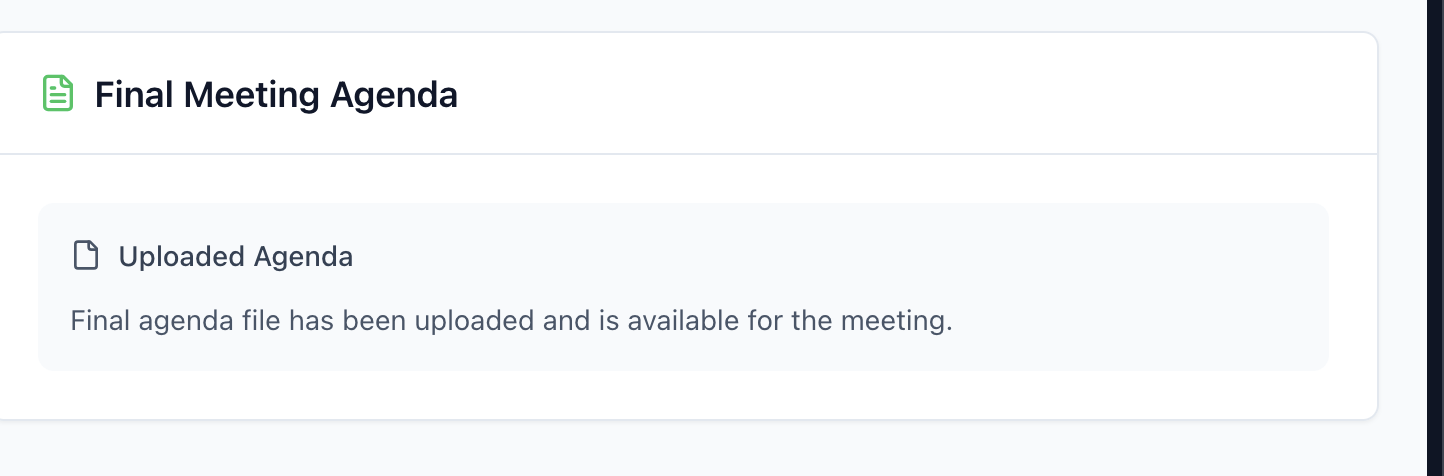 Final Meeting Agenda
Uploaded Agenda
Final agenda file has been uploaded and is available for the meeting.